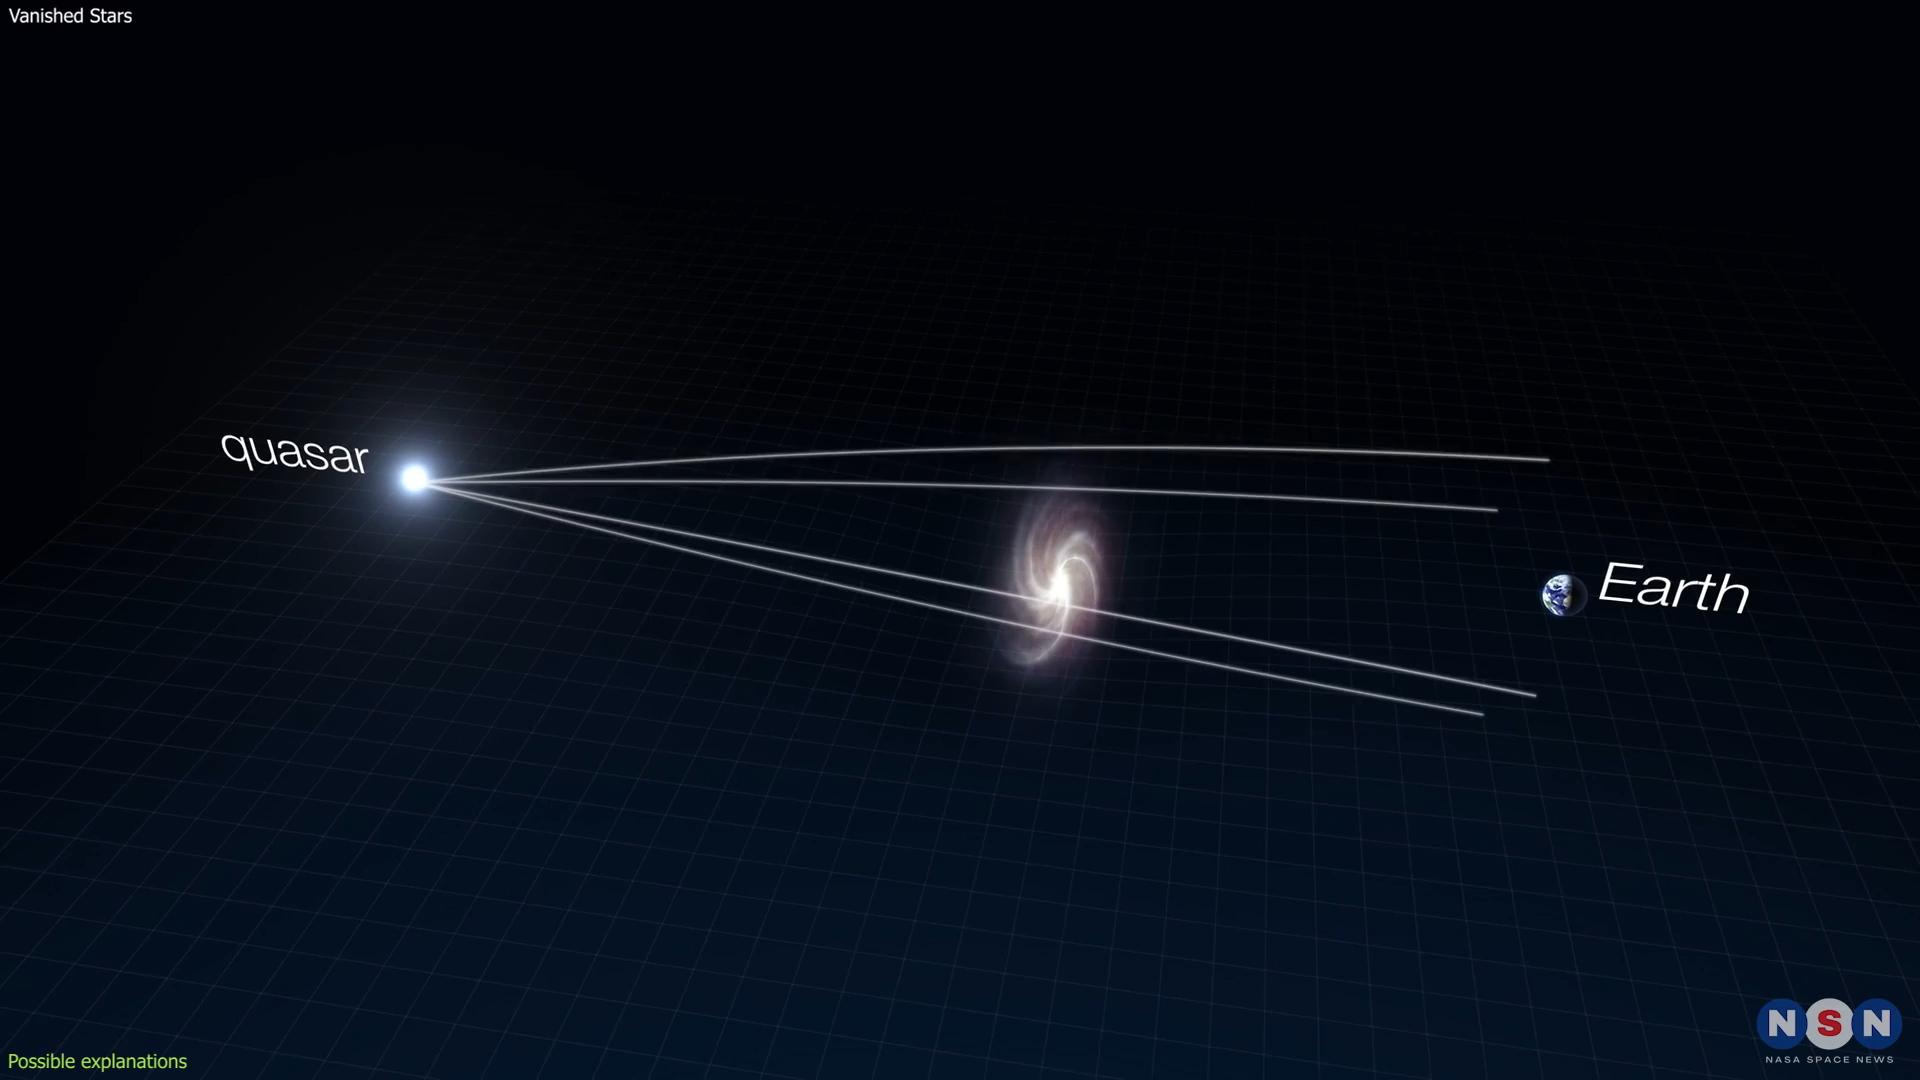 Vanished Stars
quasar
Earth
Possible explanations
NSN
NASA SPACE NEWS